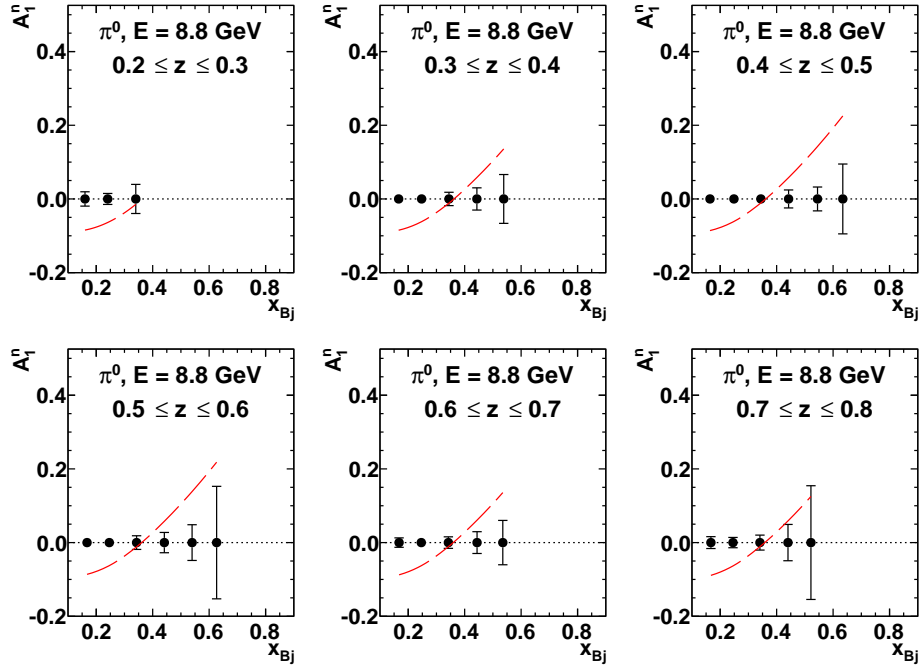 A₁ⁿ
π⁰, E = 8.8 GeV
0.2 ≤ z ≤ 0.3
0.4
0.2
0.0
-0.2
0.2 0.4 0.6 0.8
x_Bj
A₁ⁿ
π⁰, E = 8.8 GeV
0.3 ≤ z ≤ 0.4
0.4
0.2
0.0
-0.2
0.2 0.4 0.6 0.8
x_Bj
A₁ⁿ
π⁰, E = 8.8 GeV
0.4 ≤ z ≤ 0.5
0.4
0.2
0.0
-0.2
0.2 0.4 0.6 0.8
x_Bj
A₁ⁿ
π⁰, E = 8.8 GeV
0.5 ≤ z ≤ 0.6
0.4
0.2
0.0
-0.2
0.2 0.4 0.6 0.8
x_Bj
A₁ⁿ
π⁰, E = 8.8 GeV
0.6 ≤ z ≤ 0.7
0.4
0.2
0.0
-0.2
0.2 0.4 0.6 0.8
x_Bj
A₁ⁿ
π⁰, E = 8.8 GeV
0.7 ≤ z ≤ 0.8
0.4
0.2
0.0
-0.2
0.2 0.4 0.6 0.8
x_Bj